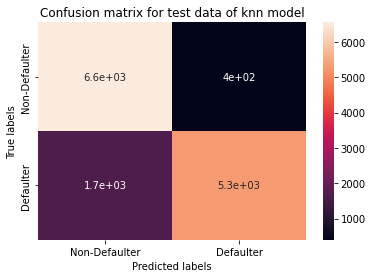 Confusion matrix for test data of knn model
True labels
Non-Defaulter
6.6e+03
4e+02
Defaulter
1.7e+03
5.3e+03
Non-Defaulter
Defaulter
Predicted labels
6000
5000
4000
3000
2000
1000